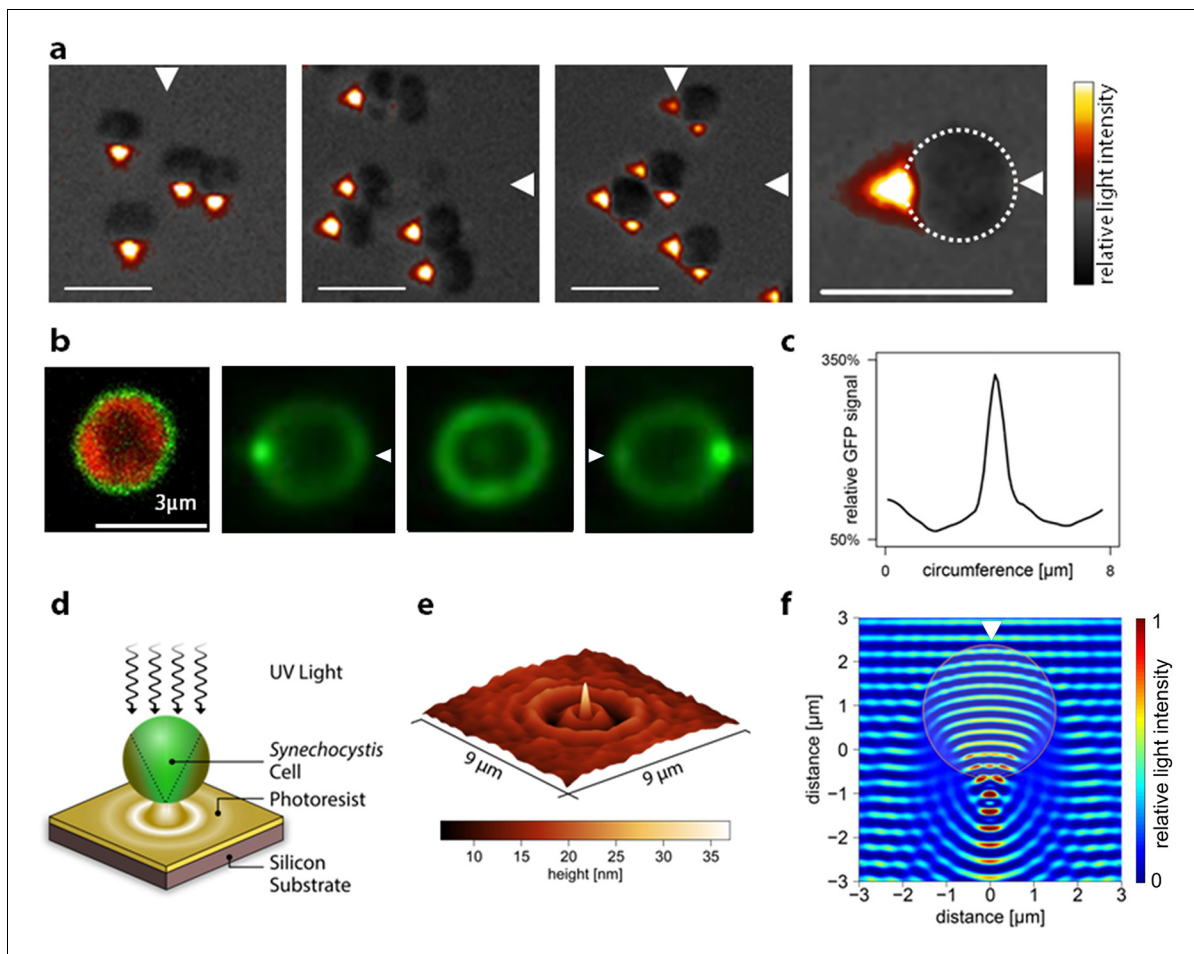 a
relative light intensity
b
3µm
c
350%
relative GFP signal
50%
0
circumference [µm]
8
d
UV Light
Synechocystis
Cell
Photoresist
Silicon
Substrate
e
9 µm
9 µm
10 15 20 25 30 35
height [nm]
f
3
2
1
0
−1
−2
−3
distance [µm]
−3 −2 −1 0 1 2 3
distance [µm]
1
relative light intensity
0